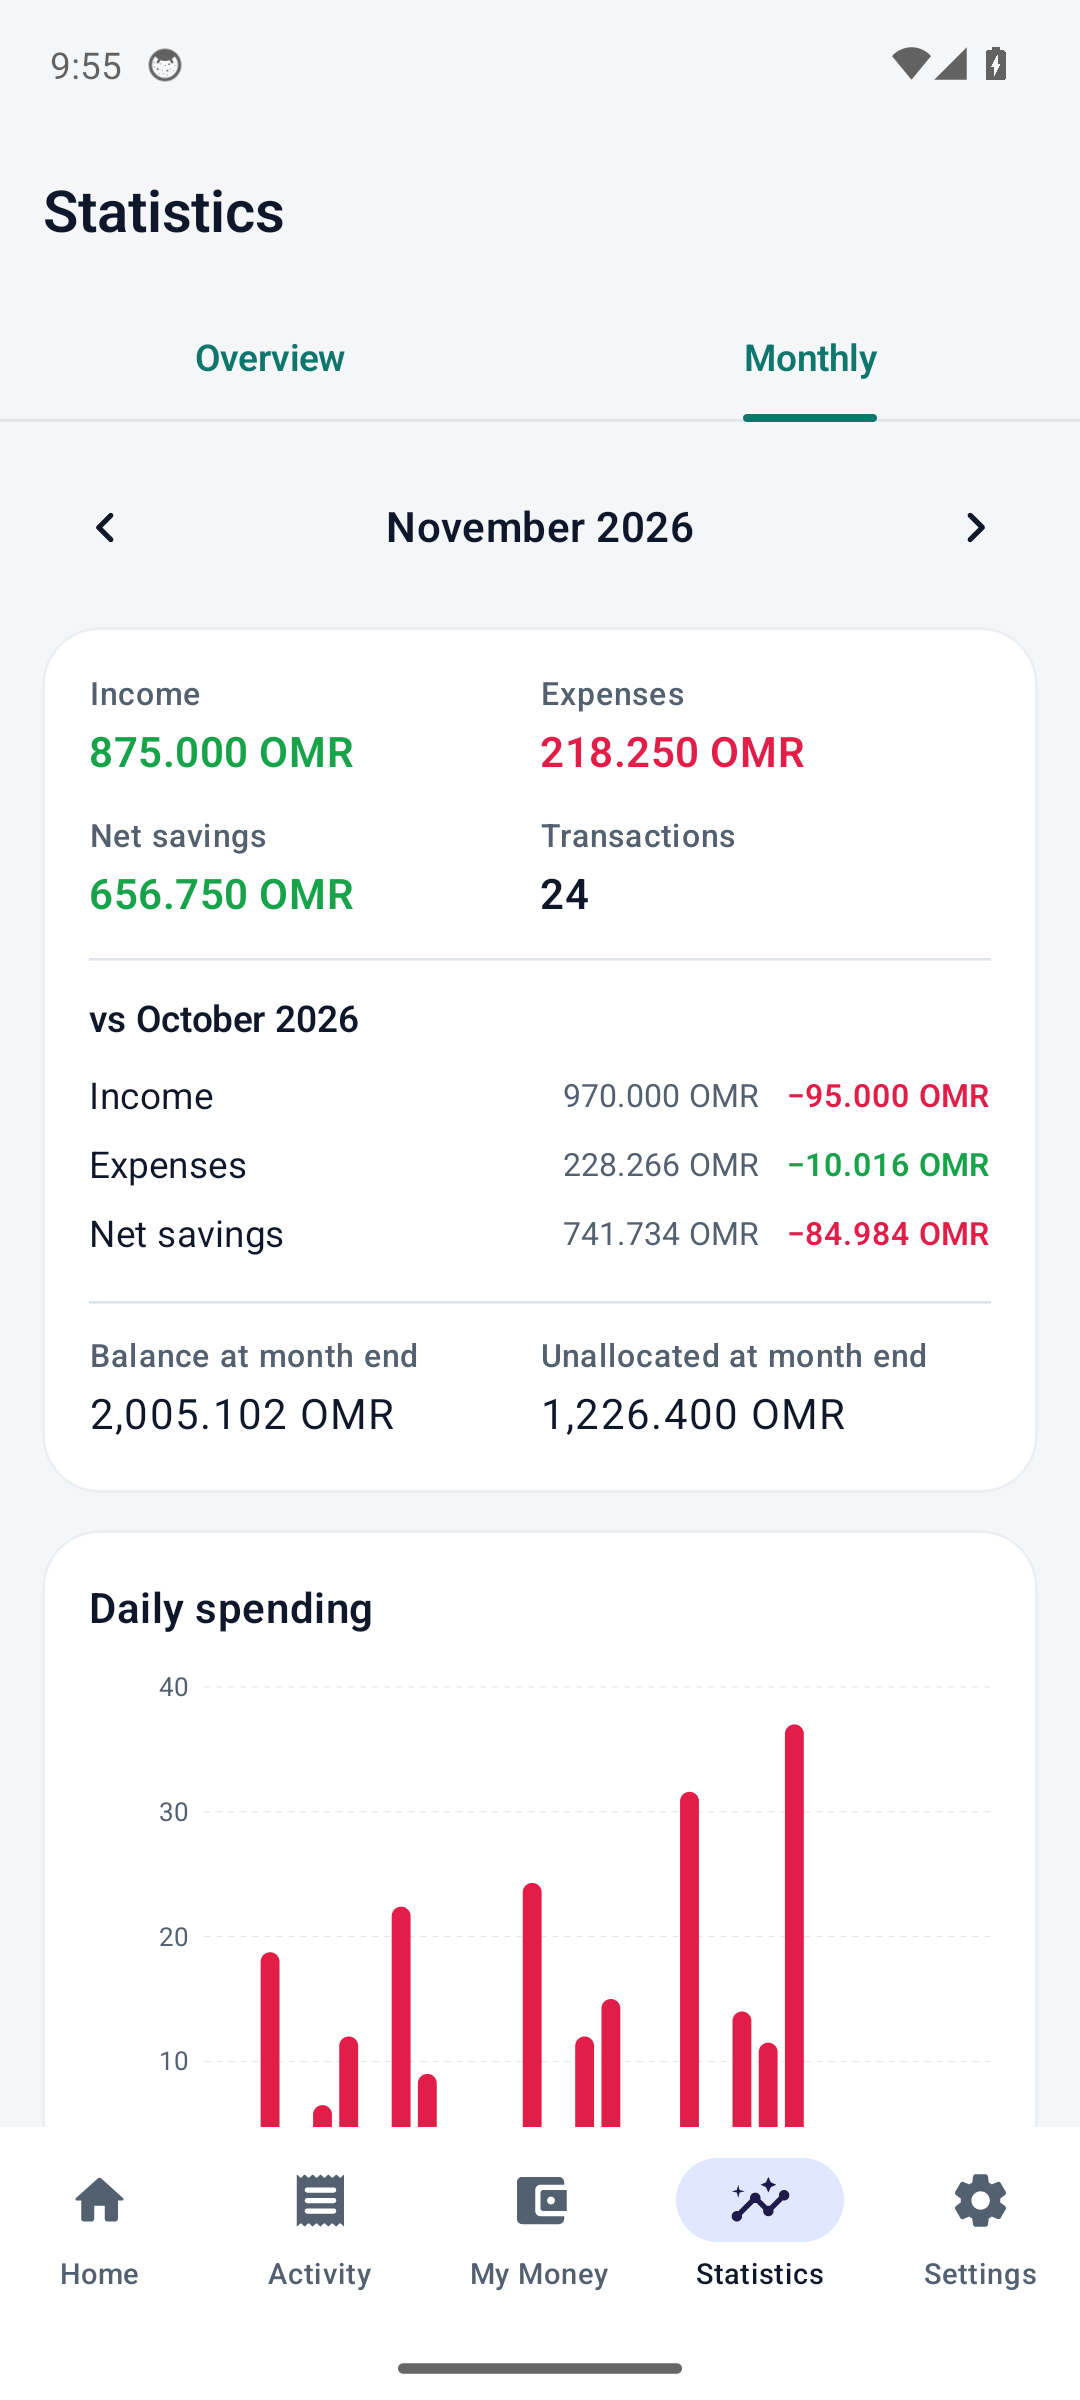 9:55
Statistics
Overview Monthly
November 2026
Income Expenses
875.000 OMR 218.250 OMR
Net savings Transactions
656.750 OMR 24
vs October 2026
Income 970.000 OMR −95.000 OMR
Expenses 228.266 OMR −10.016 OMR
Net savings 741.734 OMR −84.984 OMR
Balance at month end Unallocated at month end
2,005.102 OMR 1,226.400 OMR
Daily spending
40
30
20
10
Home Activity My Money Statistics Settings